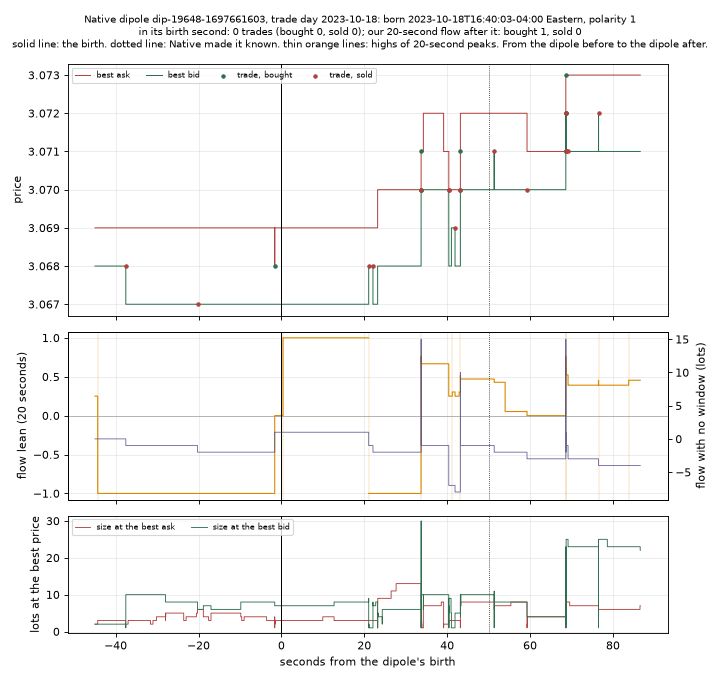 Native dipole dip-19648-1697661603, trade day 2023-10-18: born 2023-10-18T16:40:03-04:00 Eastern, polarity 1
in its birth second: 0 trades (bought 0, sold 0); our 20-second flow after it: bought 1, sold 0
solid line: the birth. dotted line: Native made it known. thin orange lines: highs of 20-second peaks. From the dipole before to the dipole after.
best ask best bid trade, bought trade, sold
3.073
3.072
3.071
3.070
3.069
3.068
3.067
price
1.0
0.5
0.0
−0.5
−1.0
flow lean (20 seconds)
15
10
5
0
−5
flow with no window (lots)
size at the best ask size at the best bid
30
20
10
0
lots at the best price
−40 −20 0 20 40 60 80
seconds from the dipole's birth